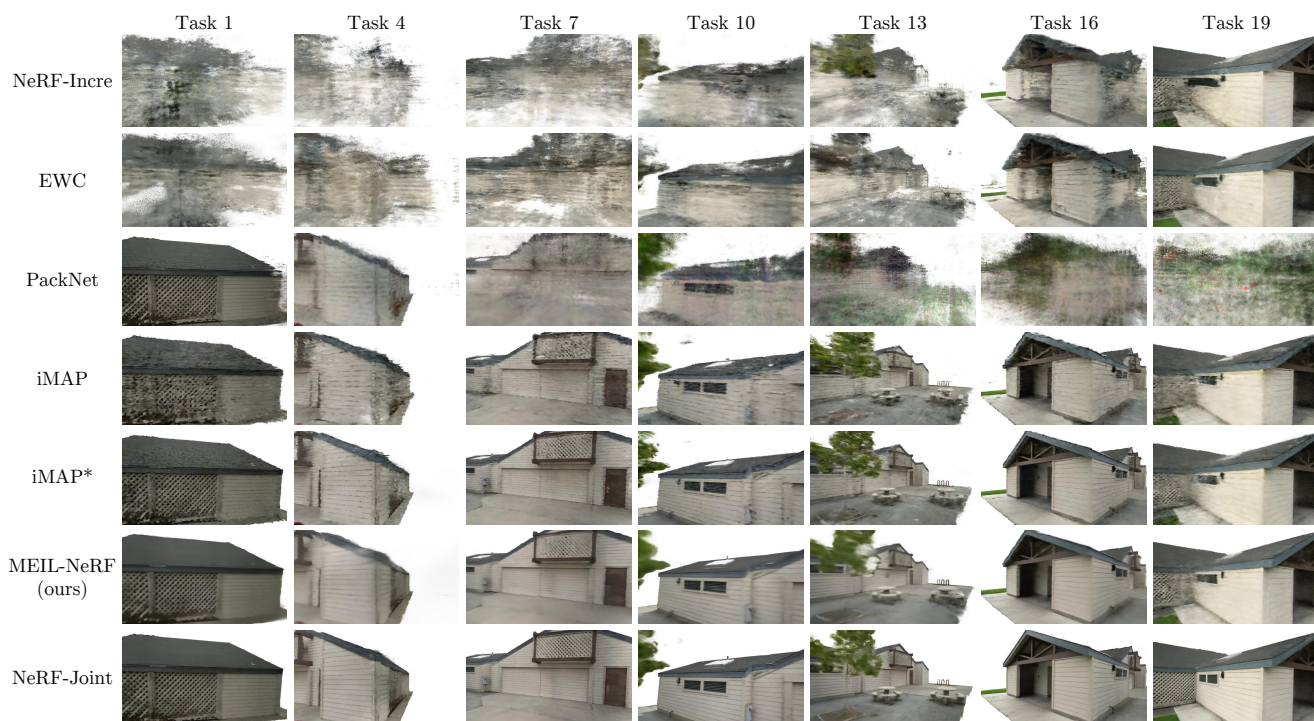 Task 1 Task 4 Task 7 Task 10 Task 13 Task 16 Task 19
NeRF-Incre
EWC
PackNet
iMAP
iMAP*
MEIL-NeRF
(ours)
NeRF-Joint